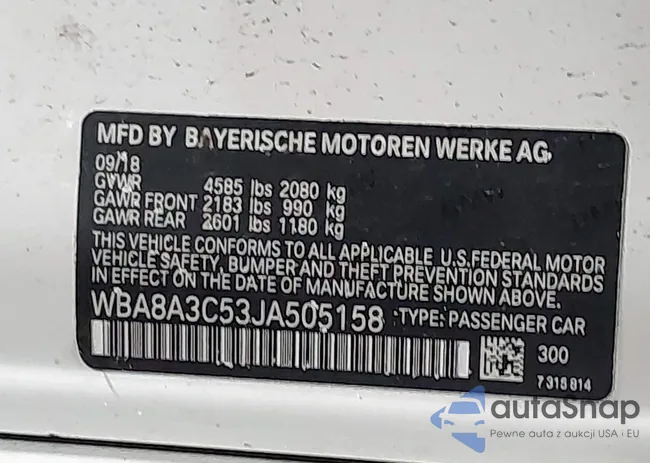 MFD BY BAYERISCHE MOTOREN WERKE AG
09/18
GVWR 4585 lbs 2080 kg
GAWR FRONT 2183 lbs 990 kg
GAWR REAR 2601 lbs 1180 kg
THIS VEHICLE CONFORMS TO ALL APPLICABLE U.S.FEDERAL MOTOR
VEHICLE SAFETY, BUMPER AND THEFT PREVENTION STANDARDS
IN EFFECT ON THE DATE OF MANUFACTURE SHOWN ABOVE.
WBA8A3C53JA505158 TYPE: PASSENGER CAR
300
7 318 814
autoSnap
Pewne auta z aukcji USA i EU